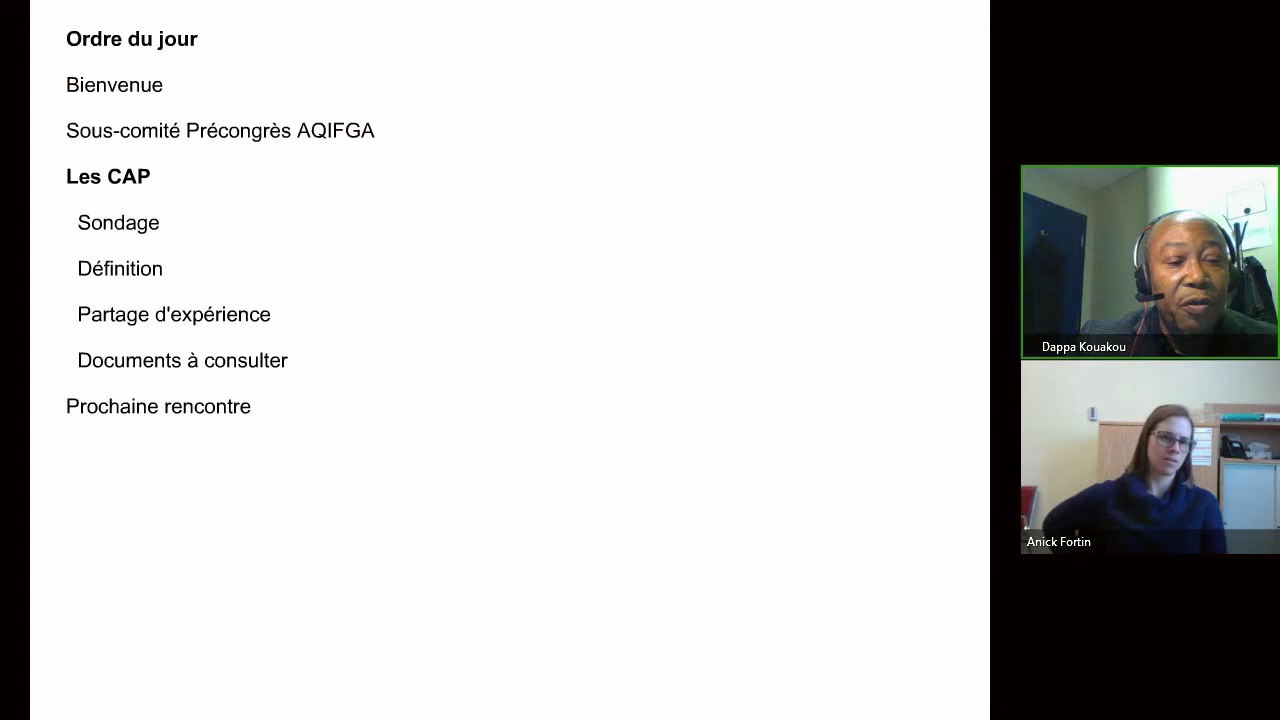 Ordre du jour
Bienvenue
Sous-comité Précongrès AQIFGA
Les CAP
Sondage
Définition
Partage d'expérience
Documents à consulter
Prochaine rencontre
Dappa Kouakou
Anick Fortin